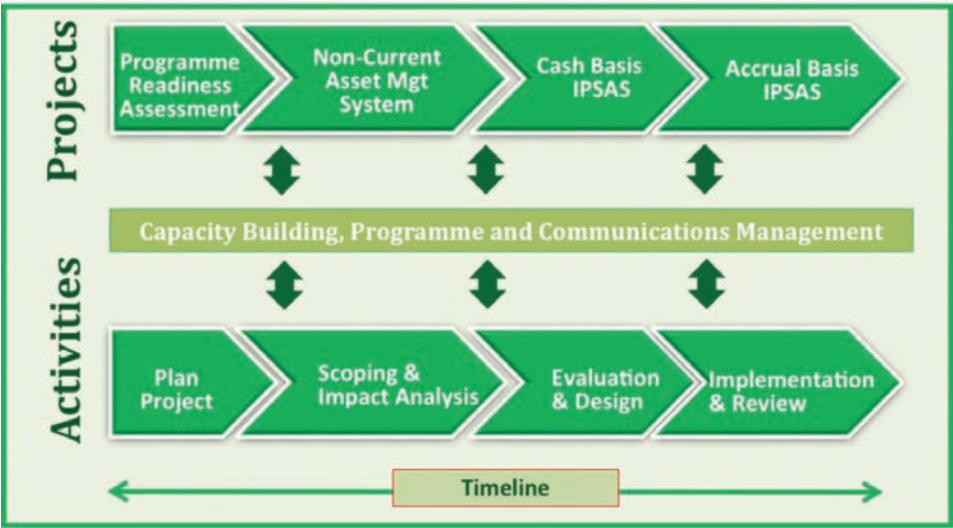 Projects
Programme
Readiness
Assessment
Non-Current
Asset Mgt
System
Cash Basis
IPSAS
Accrual Basis
IPSAS
Capacity Building, Programme and Communications Management
Activities
Plan
Project
Scoping &
Impact Analysis
Evaluation
& Design
Implementation
& Review
Timeline